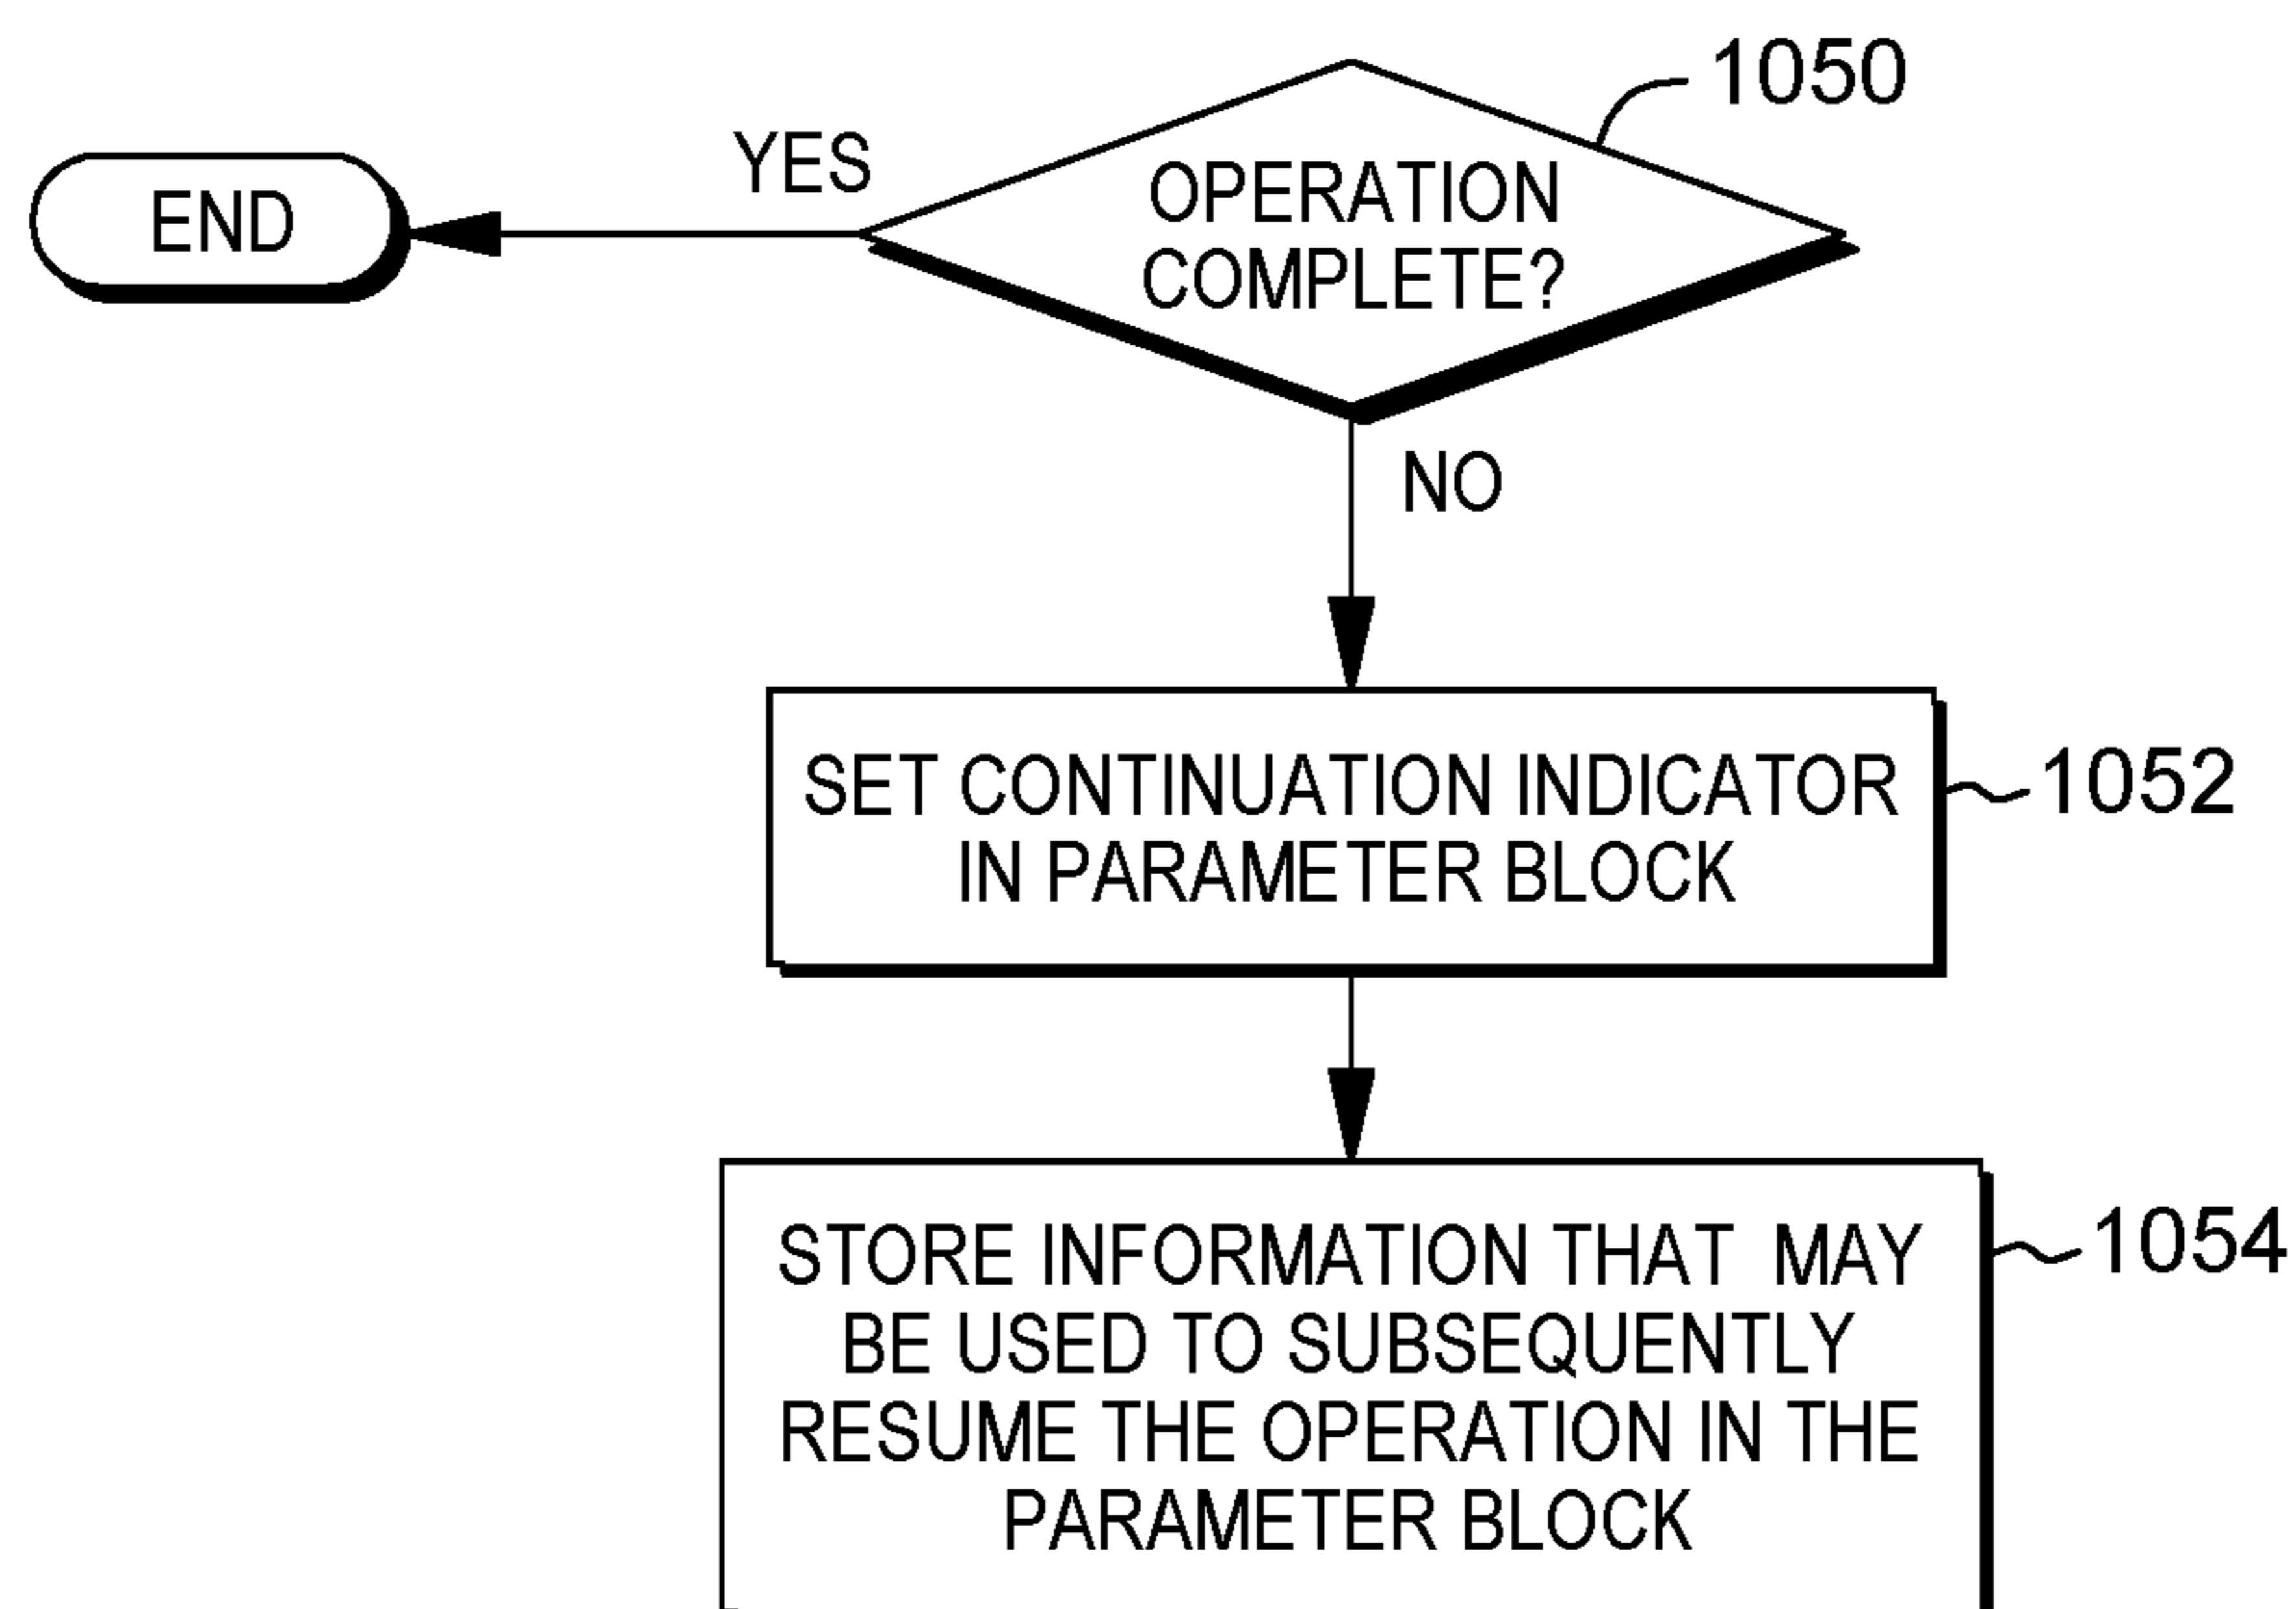 1050
YES
END
OPERATION
COMPLETE?
NO
SET CONTINUATION INDICATOR
IN PARAMETER BLOCK
1052
STORE INFORMATION THAT MAY
BE USED TO SUBSEQUENTLY
RESUME THE OPERATION IN THE
PARAMETER BLOCK
1054